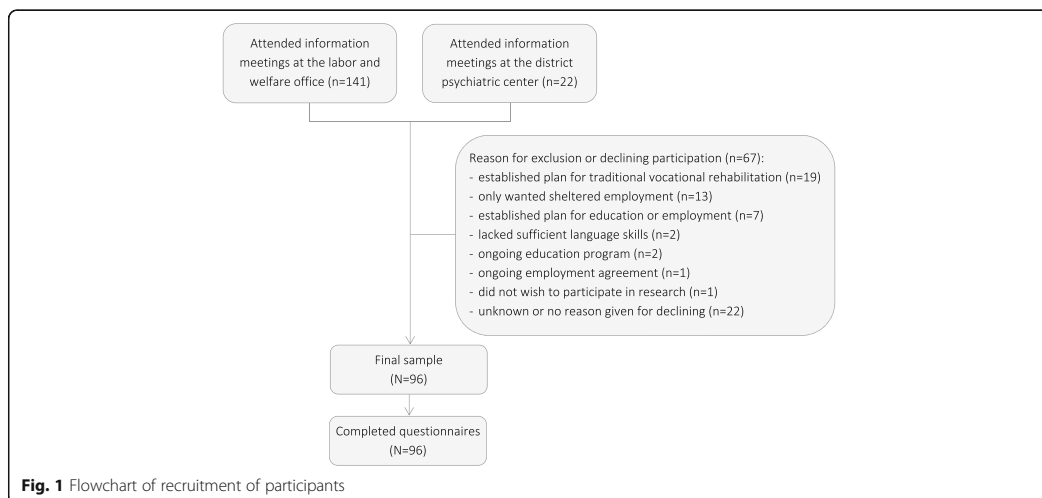 Attended information
meetings at the labor and
welfare office (n=141)
Attended information
meetings at the district
psychiatric center (n=22)
Reason for exclusion or declining participation (n=67):
- established plan for traditional vocational rehabilitation (n=19)
- only wanted sheltered employment (n=13)
- established plan for education or employment (n=7)
- lacked sufficient language skills (n=2)
- ongoing education program (n=2)
- ongoing employment agreement (n=1)
- did not wish to participate in research (n=1)
- unknown or no reason given for declining (n=22)
Final sample
(N=96)
Completed questionnaires
(N=96)
Fig. 1 Flowchart of recruitment of participants